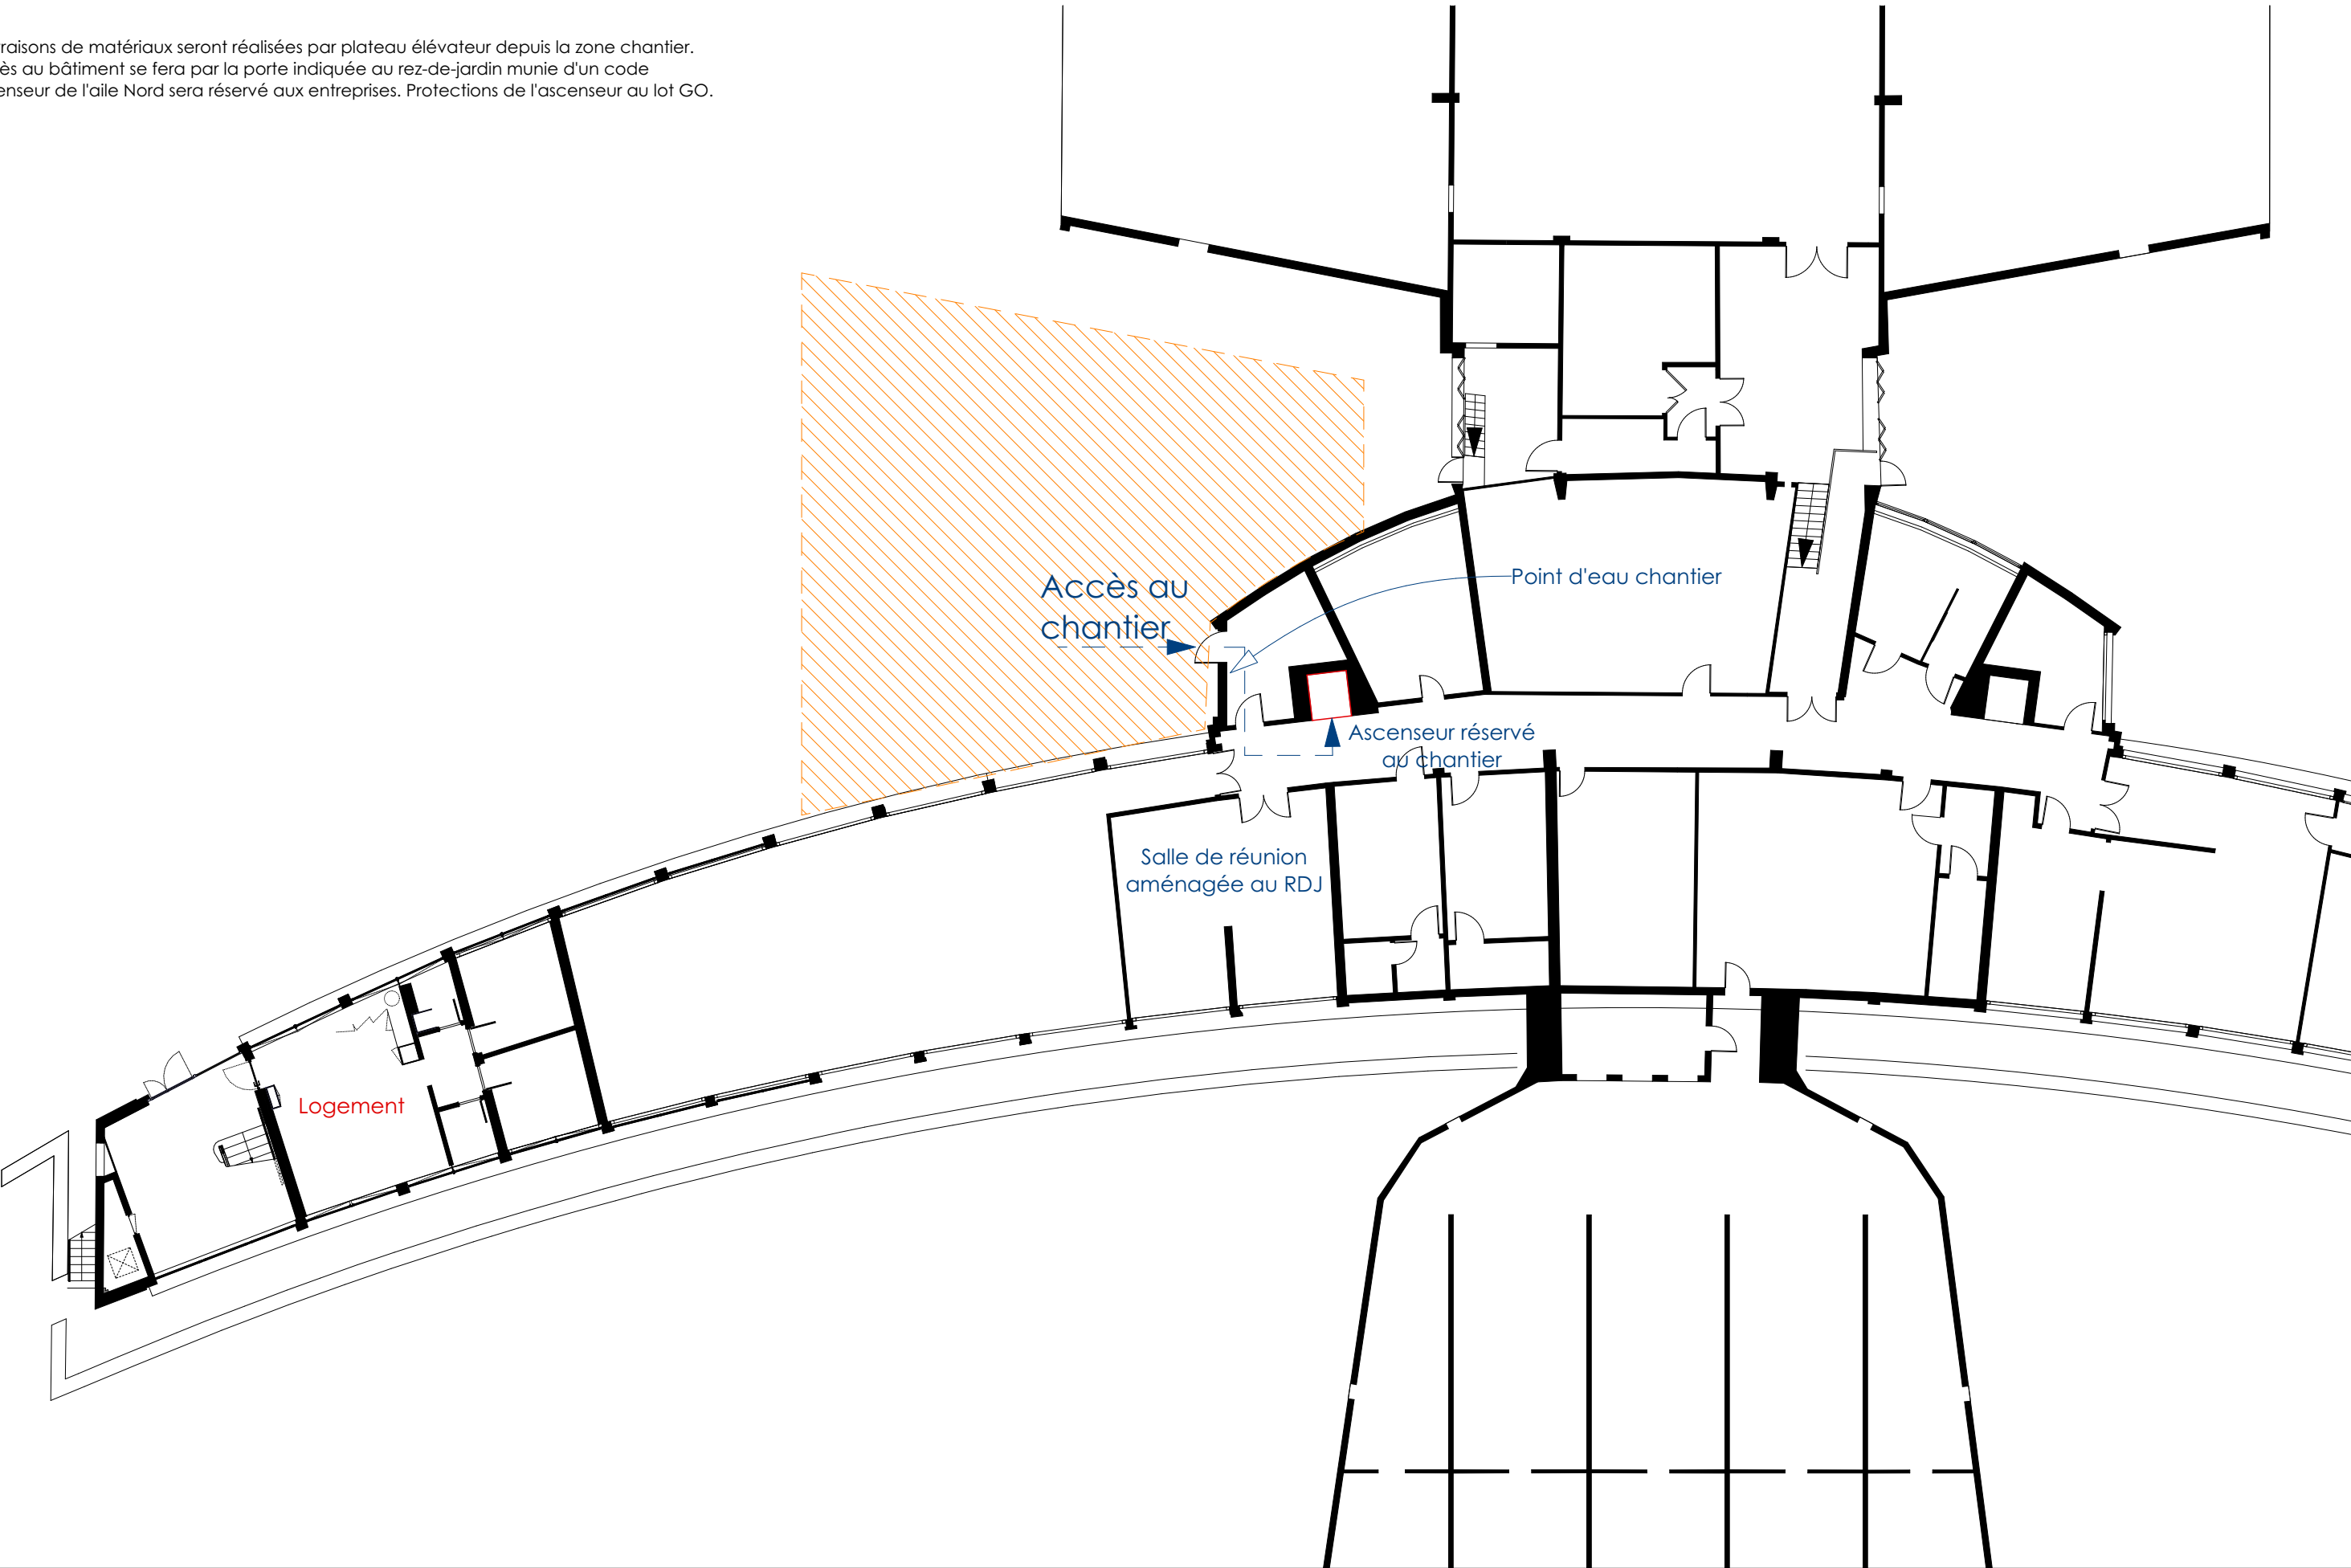 raisons de matériaux seront réalisées par plateau élévateur depuis la zone chantier.
ès au bâtiment se fera par la porte indiquée au rez-de-jardin munie d'un code
enseur de l'aile Nord sera réservé aux entreprises. Protections de l'ascenseur au lot GO.
Accès au
chantier
Point d'eau chantier
Ascenseur réservé
au chantier
Salle de réunion
aménagée au RDJ
Logement